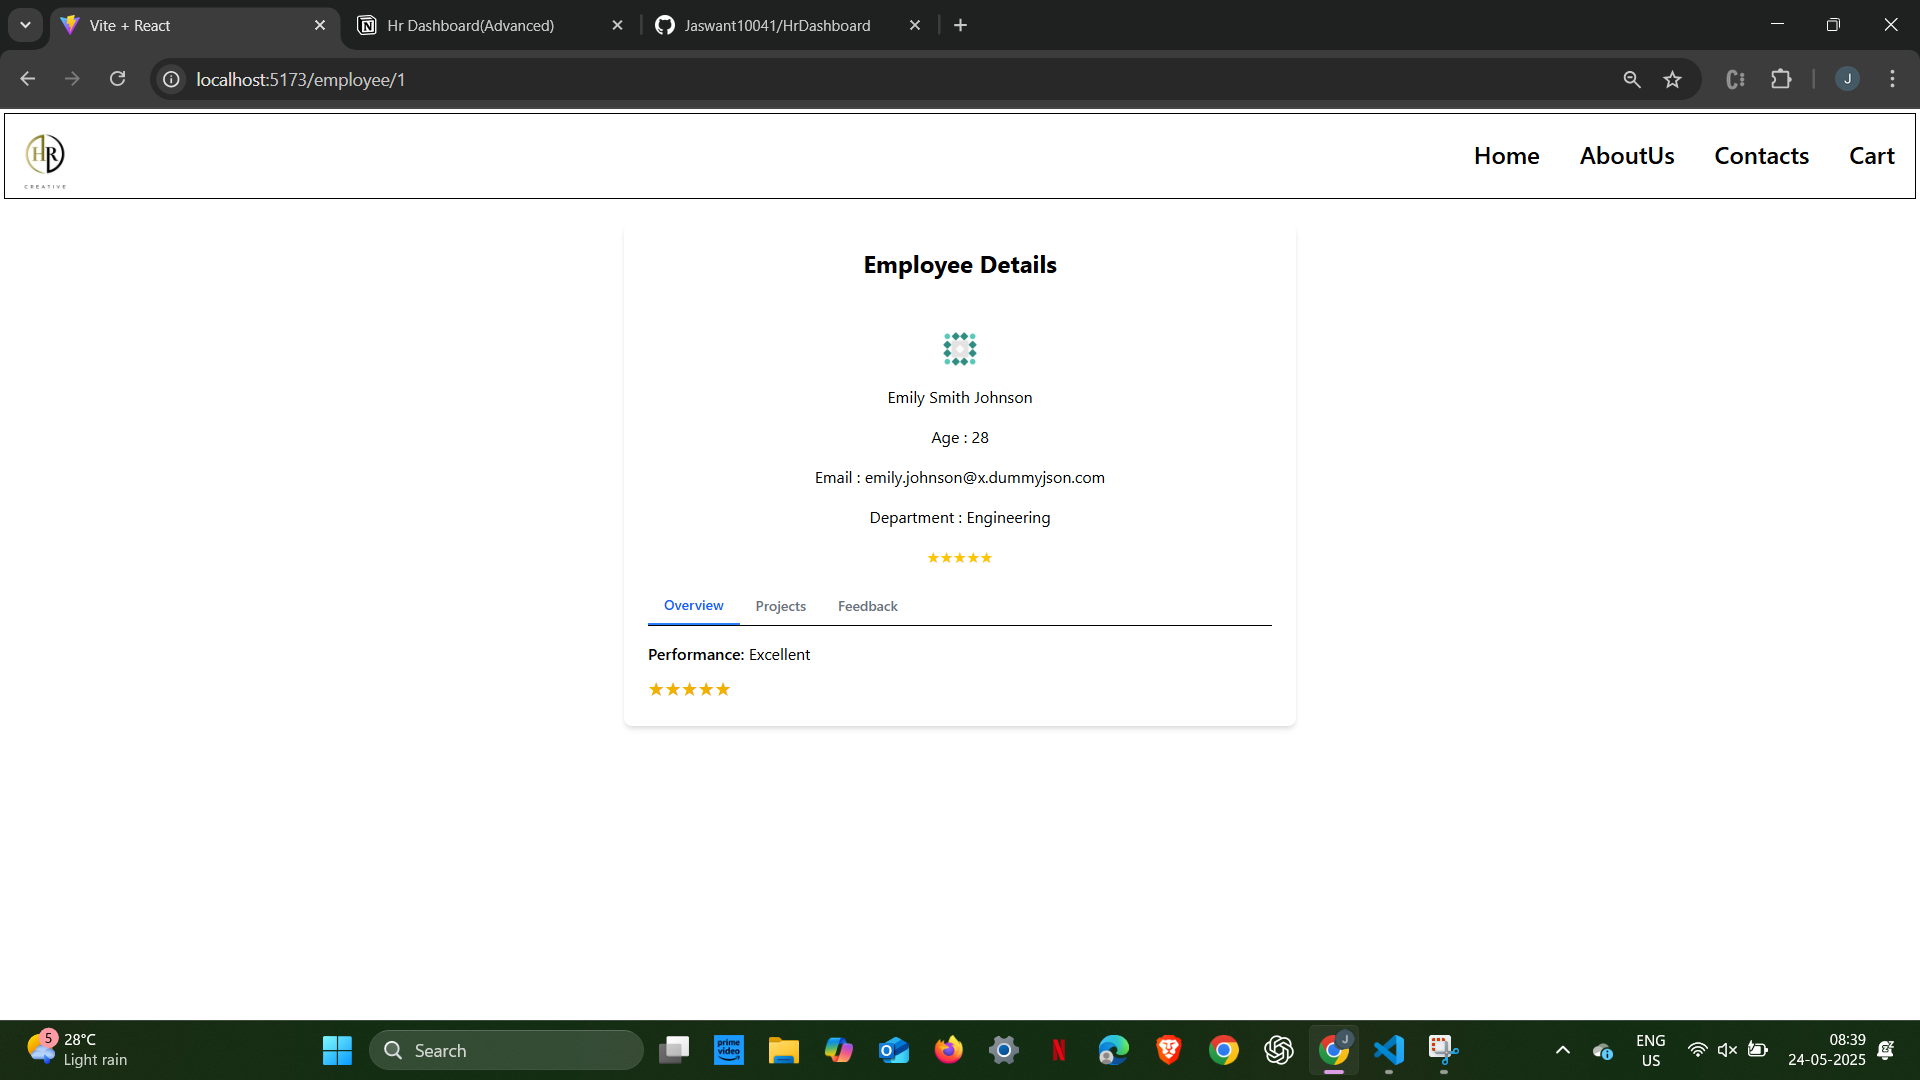 Vite + React
Hr Dashboard(Advanced)
Jaswant10041/HrDashboard
localhost:5173/employee/1
J
HR
CREATIVE
Home
AboutUs
Contacts
Cart
Employee Details
Emily Smith Johnson
Age : 28
Email : emily.johnson@x.dummyjson.com
Department : Engineering
★★★★★
Overview
Projects
Feedback
Performance: Excellent
★★★★★
5
28°C
Light rain
Search
prime
video
J
ENG
US
08:39
24-05-2025